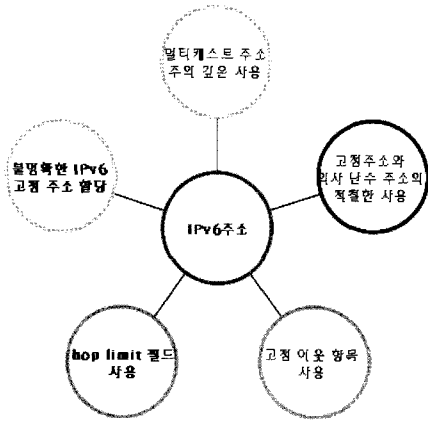 멀티캐스트 주소
주의 깊은 사용
불명확한 IPv6
고정 주소 할당
고정주소와
의사 난수 주소의
적절한 사용
IPv6주소
hop limit 필드
사용
고정 이웃 항목
사용